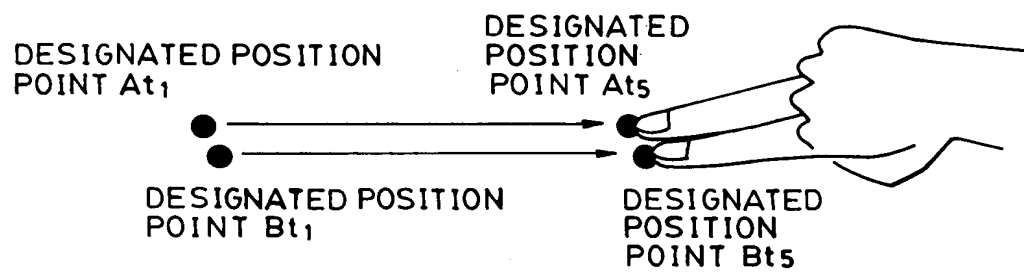 DESIGNATED POSITION
POINT At₁
DESIGNATED
POSITION
POINT At₅
DESIGNATED POSITION
POINT Bt₁
DESIGNATED
POSITION
POINT Bt₅